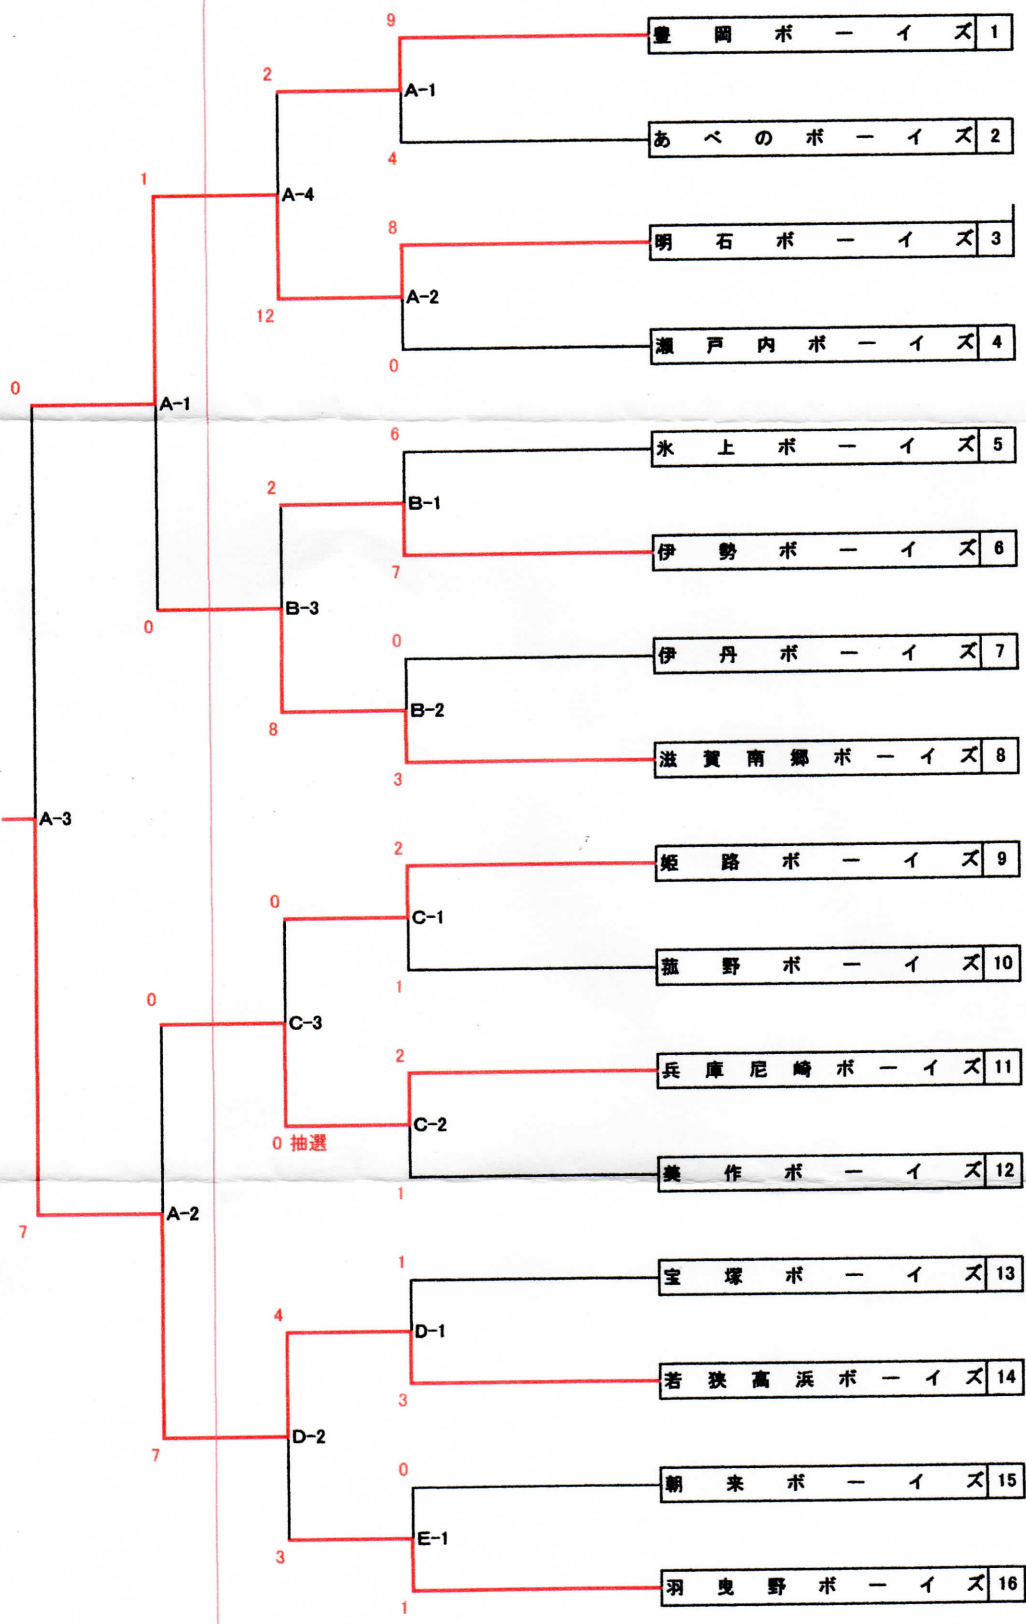 9
豊岡ボーイズ 1
2
A-1
あべのボーイズ 2
4
1
A-4
8
明石ボーイズ 3
A-2
12
瀬戸内ボーイズ 4
0
0
A-1
6
氷上ボーイズ 5
2
B-1
伊勢ボーイズ 6
7
B-3
0
0
伊丹ボーイズ 7
B-2
8
滋賀南郷ボーイズ 8
3
A-3
2
姫路ボーイズ 9
0
C-1
菰野ボーイズ 10
1
0
C-3
2
兵庫尼崎ボーイズ 11
C-2
0 抽選
美作ボーイズ 12
1
A-2
7
1
宝塚ボーイズ 13
4
D-1
若狭高浜ボーイズ 14
3
D-2
7
0
朝来ボーイズ 15
E-1
3
羽曳野ボーイズ 16
1